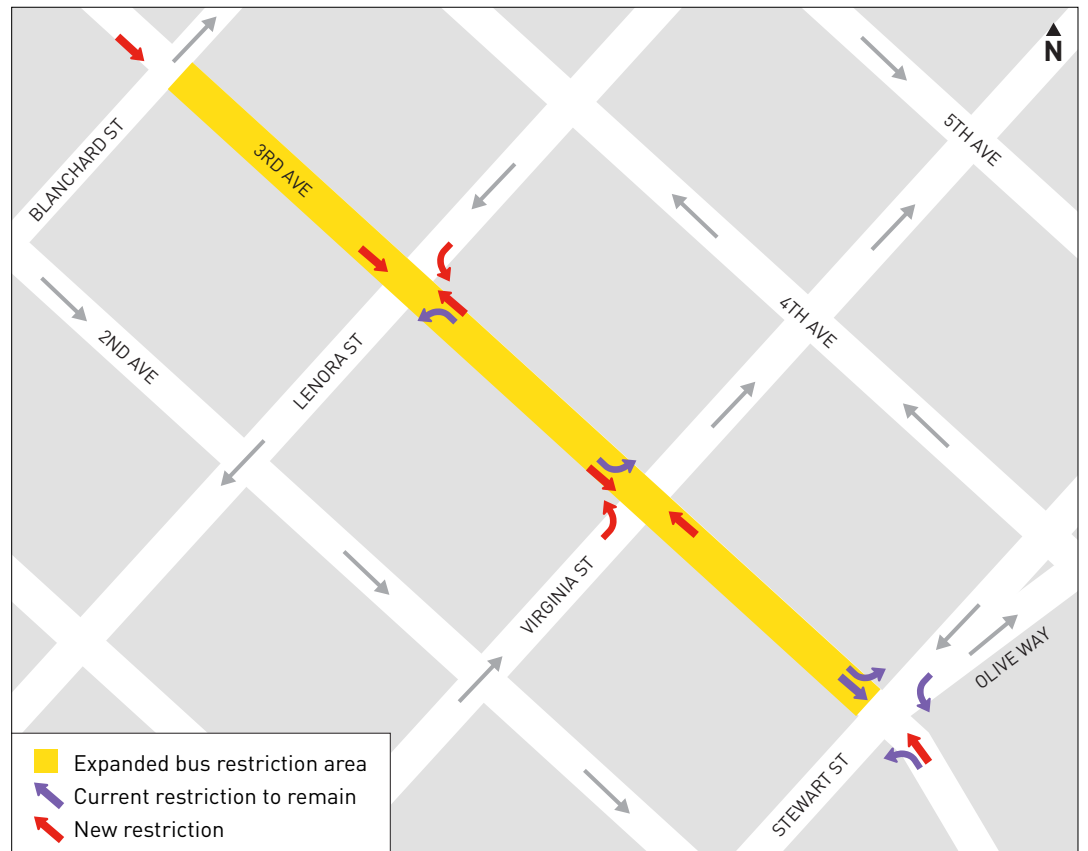 N
5TH AVE
BLANCHARD ST
3RD AVE
4TH AVE
2ND AVE
LENORA ST
VIRGINIA ST
OLIVE WAY
STEWART ST
Expanded bus restriction area
Current restriction to remain
New restriction